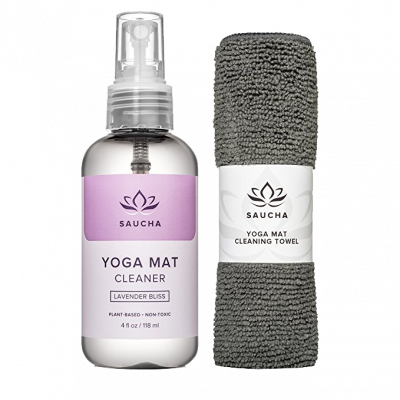 SAUCHA
YOGA MAT
CLEANER
LAVENDER BLISS
PLANT-BASED • NON-TOXIC
4 fl oz / 118 ml
SAUCHA
YOGA MAT
CLEANING TOWEL